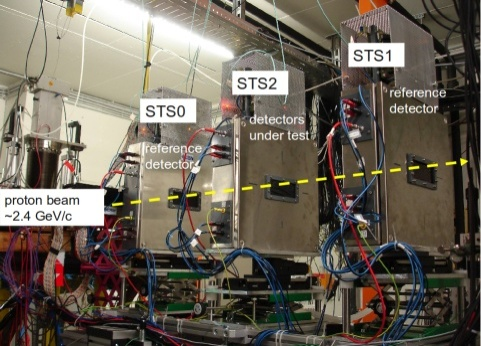 STS1
STS2
reference
detector
STS0
detectors
under test
reference
detector
proton beam
~2.4 GeV/c